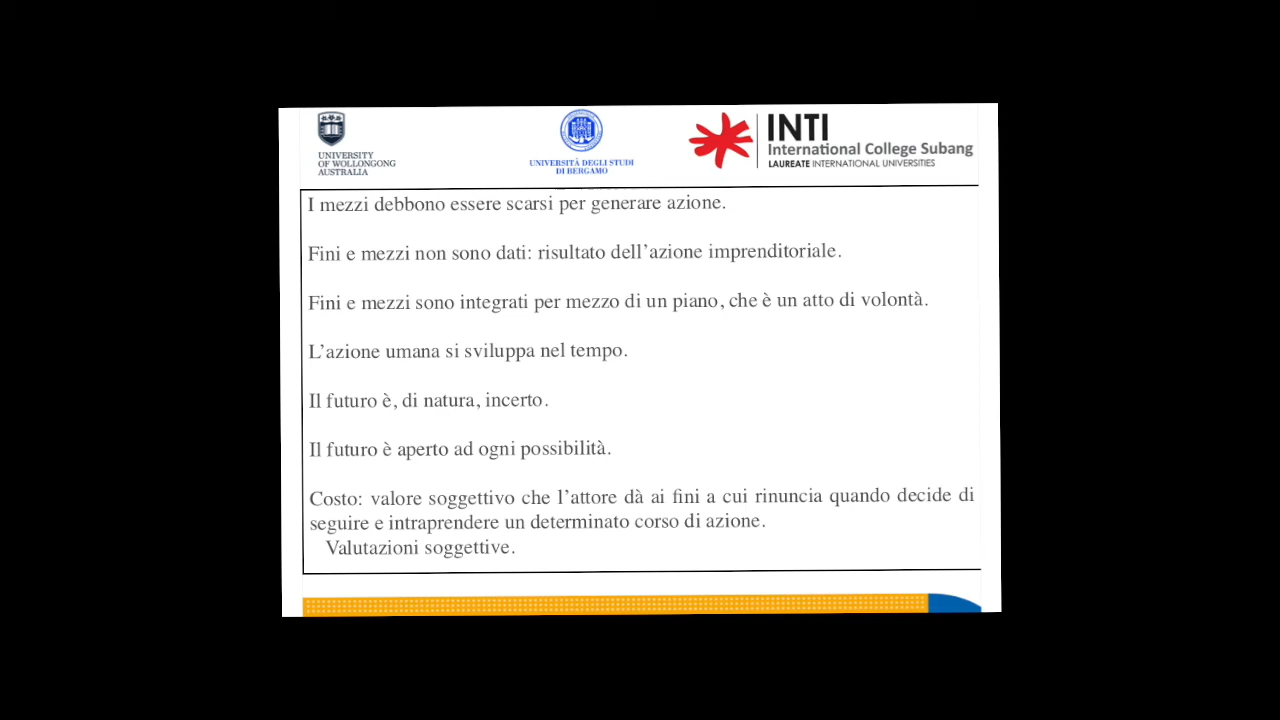 UNIVERSITY
OF WOLLONGONG
AUSTRALIA
UNIVERSITÀ DEGLI STUDI
DI BERGAMO
INTI
International College Subang
LAUREATE INTERNATIONAL UNIVERSITIES
I mezzi debbono essere scarsi per generare azione.
Fini e mezzi non sono dati: risultato dell’azione imprenditoriale.
Fini e mezzi sono integrati per mezzo di un piano, che è un atto di volontà.
L’azione umana si sviluppa nel tempo.
Il futuro è, di natura, incerto.
Il futuro è aperto ad ogni possibilità.
Costo: valore soggettivo che l’attore dà ai fini a cui rinuncia quando decide di
seguire e intraprendere un determinato corso di azione.
Valutazioni soggettive.